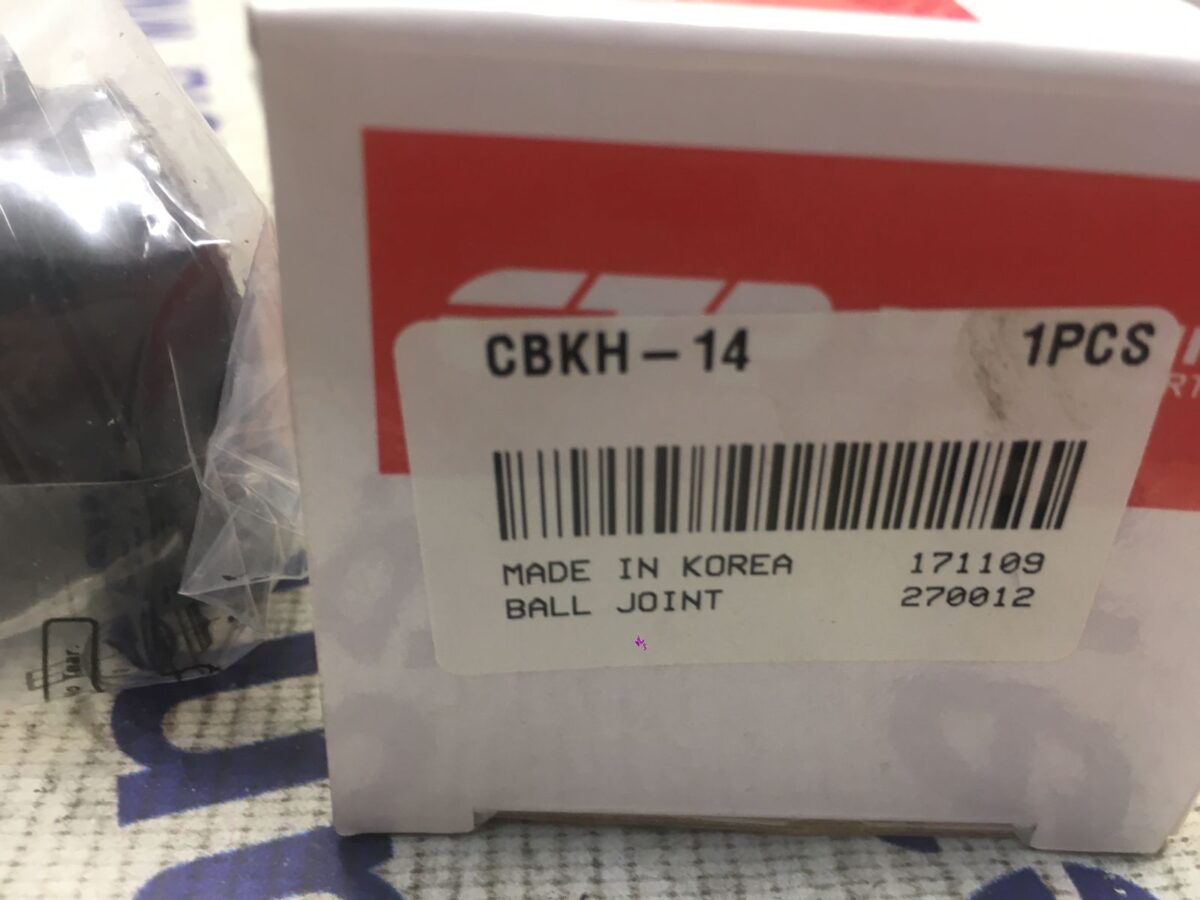 CBKH-14 1PCS
MADE IN KOREA 171109
BALL JOINT 270012